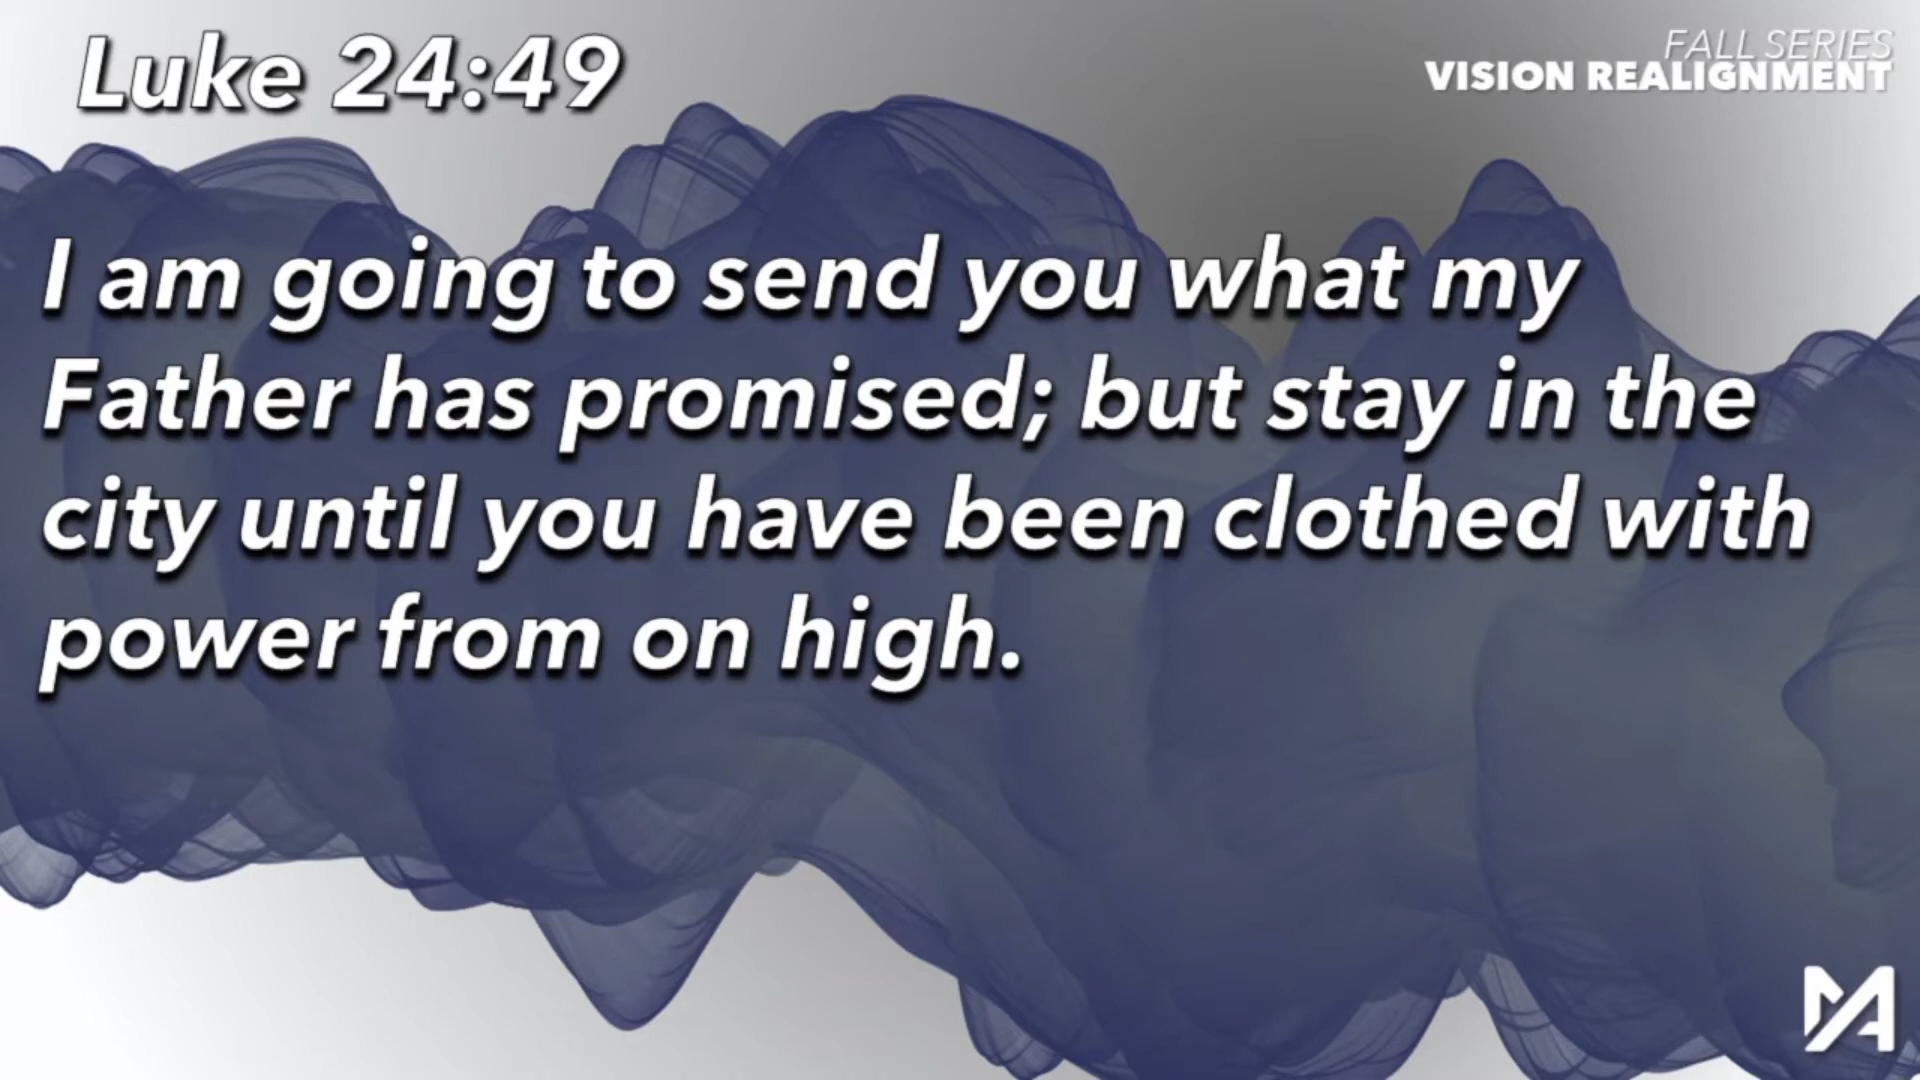 Luke 24:49
FALL SERIES
VISION REALIGNMENT
I am going to send you what my
Father has promised; but stay in the
city until you have been clothed with
power from on high.
MA